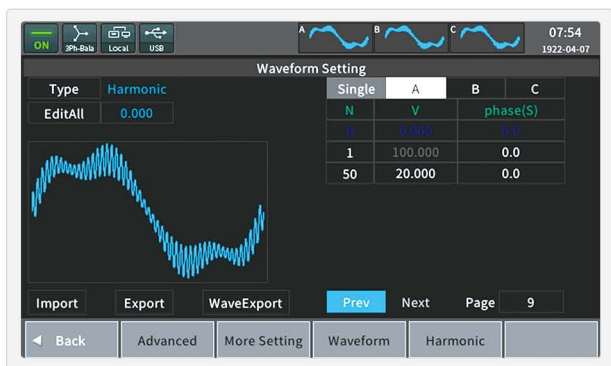 A B C 07:54
ON 3Ph-Bala Local USB 1922-04-07
Waveform Setting
Type Harmonic Single A B C
EditAll 0.000 N V phase(S)
0 0.000 0.0
1 100.000 0.0
50 20.000 0.0
Import Export WaveExport Prev Next Page 9
Back Advanced More Setting Waveform Harmonic